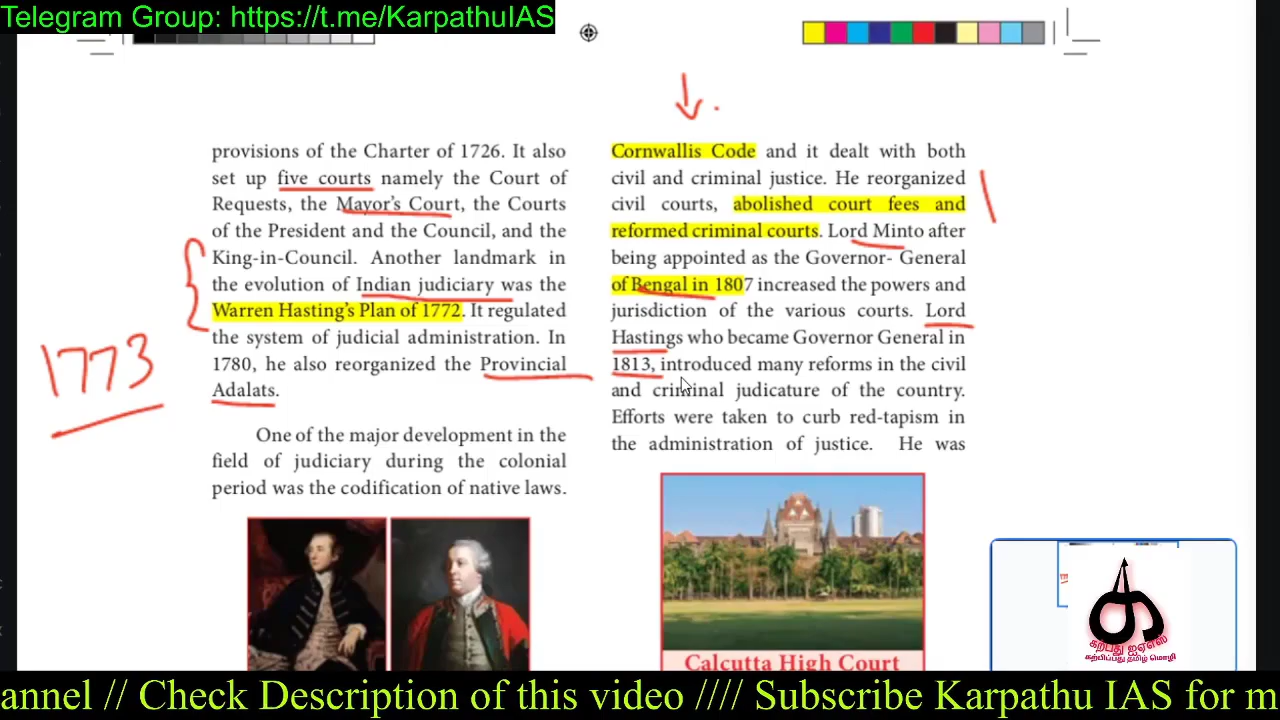 Telegram Group: https://t.me/KarpathuIAS
provisions of the Charter of 1726. It also
set up five courts namely the Court of
Requests, the Mayor's Court, the Courts
of the President and the Council, and the
King-in-Council. Another landmark in
the evolution of Indian judiciary was the
Warren Hasting's Plan of 1772. It regulated
the system of judicial administration. In
1780, he also reorganized the Provincial
Adalats.
1773
One of the major development in the
field of judiciary during the colonial
period was the codification of native laws.
Cornwallis Code and it dealt with both
civil and criminal justice. He reorganized
civil courts, abolished court fees and
reformed criminal courts. Lord Minto after
being appointed as the Governor- General
of Bengal in 1807 increased the powers and
jurisdiction of the various courts. Lord
Hastings who became Governor General in
1813, introduced many reforms in the civil
and criminal judicature of the country.
Efforts were taken to curb red-tapism in
the administration of justice. He was
Calcutta High Court
கற்பது ஐஏஎஸ்
கற்பிப்பது தமிழ் மொழி
annel // Check Description of this video //// Subscribe Karpathu IAS for m